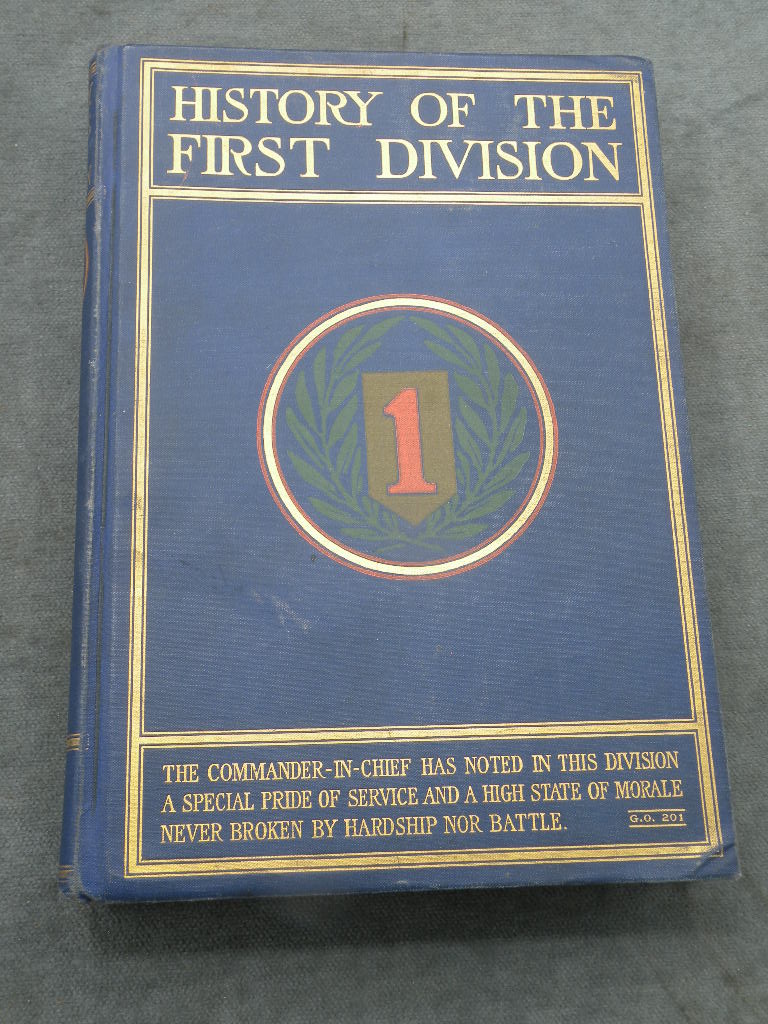 HISTORY OF THE
FIRST DIVISION
1
THE COMMANDER-IN-CHIEF HAS NOTED IN THIS DIVISION
A SPECIAL PRIDE OF SERVICE AND A HIGH STATE OF MORALE
NEVER BROKEN BY HARDSHIP NOR BATTLE. G.O. 201